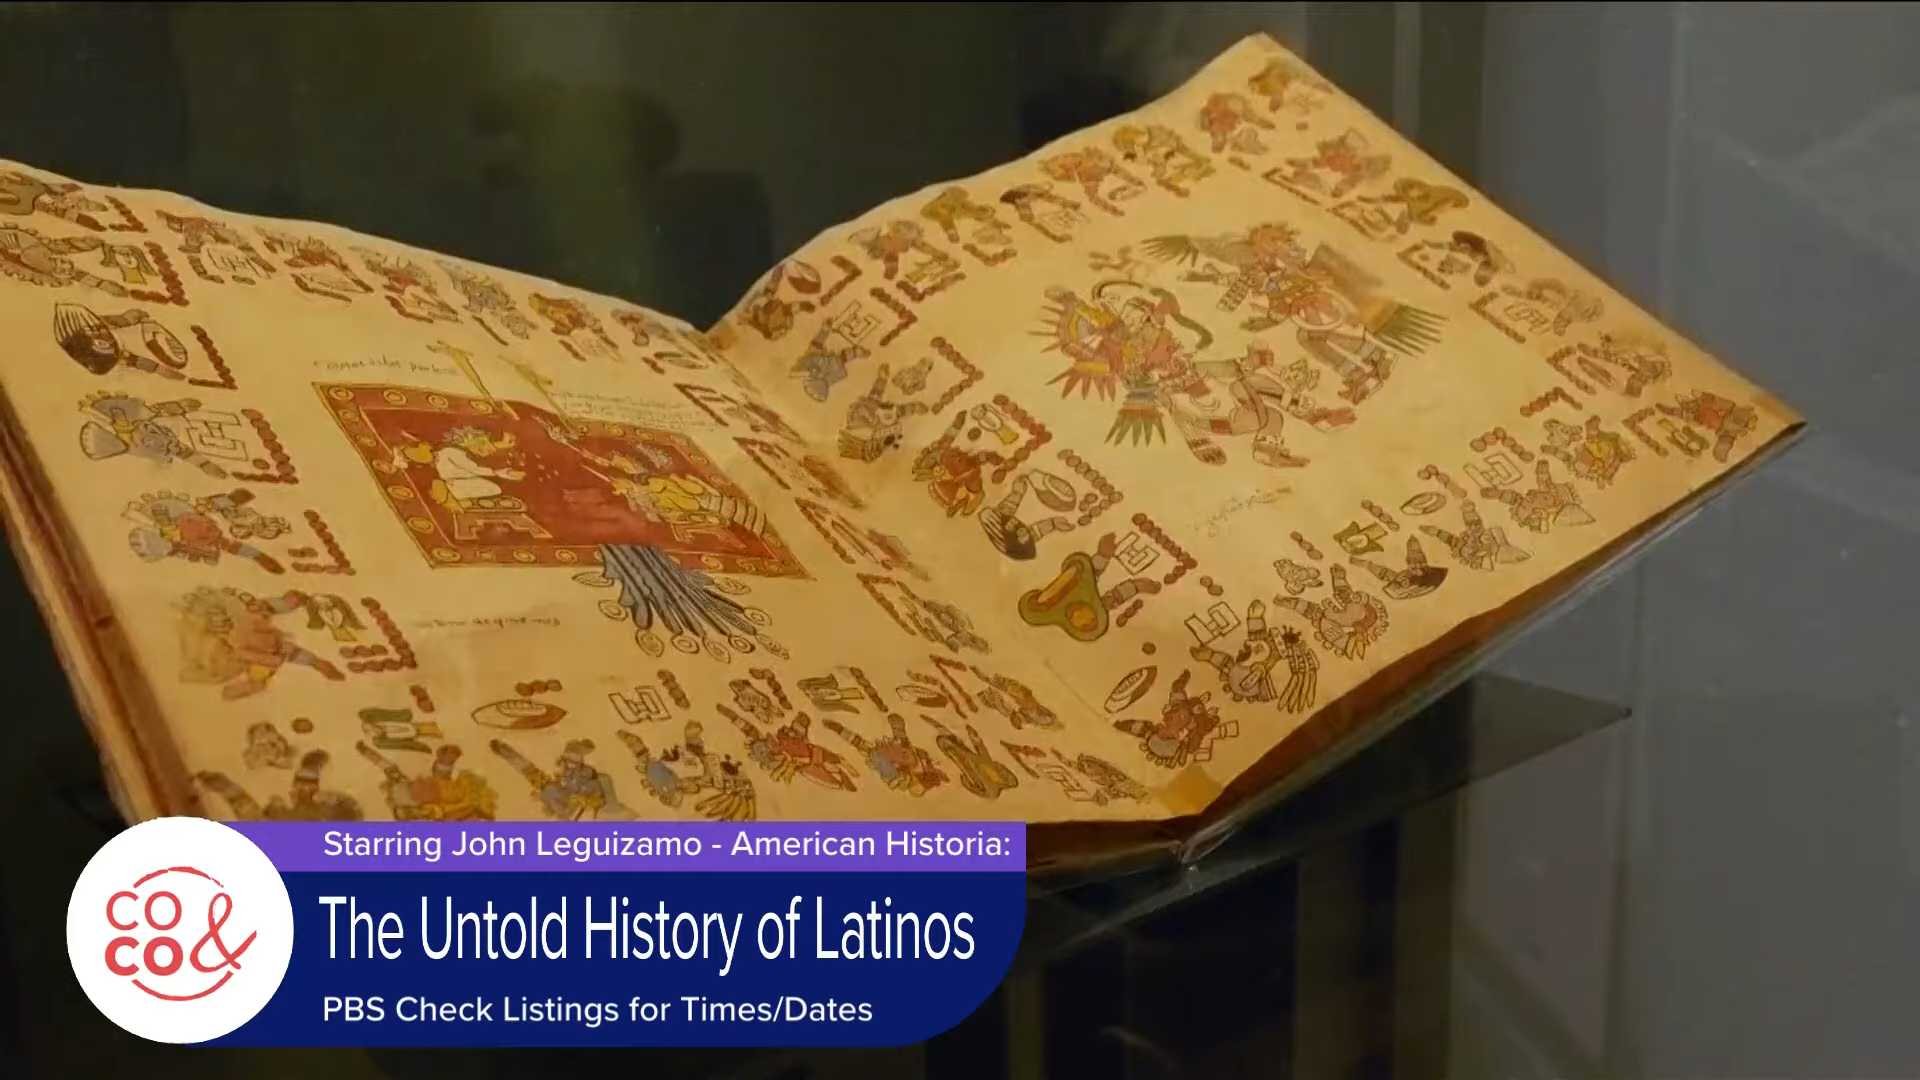 Starring John Leguizamo - American Historia:
CO
CO&
The Untold History of Latinos
PBS Check Listings for Times/Dates